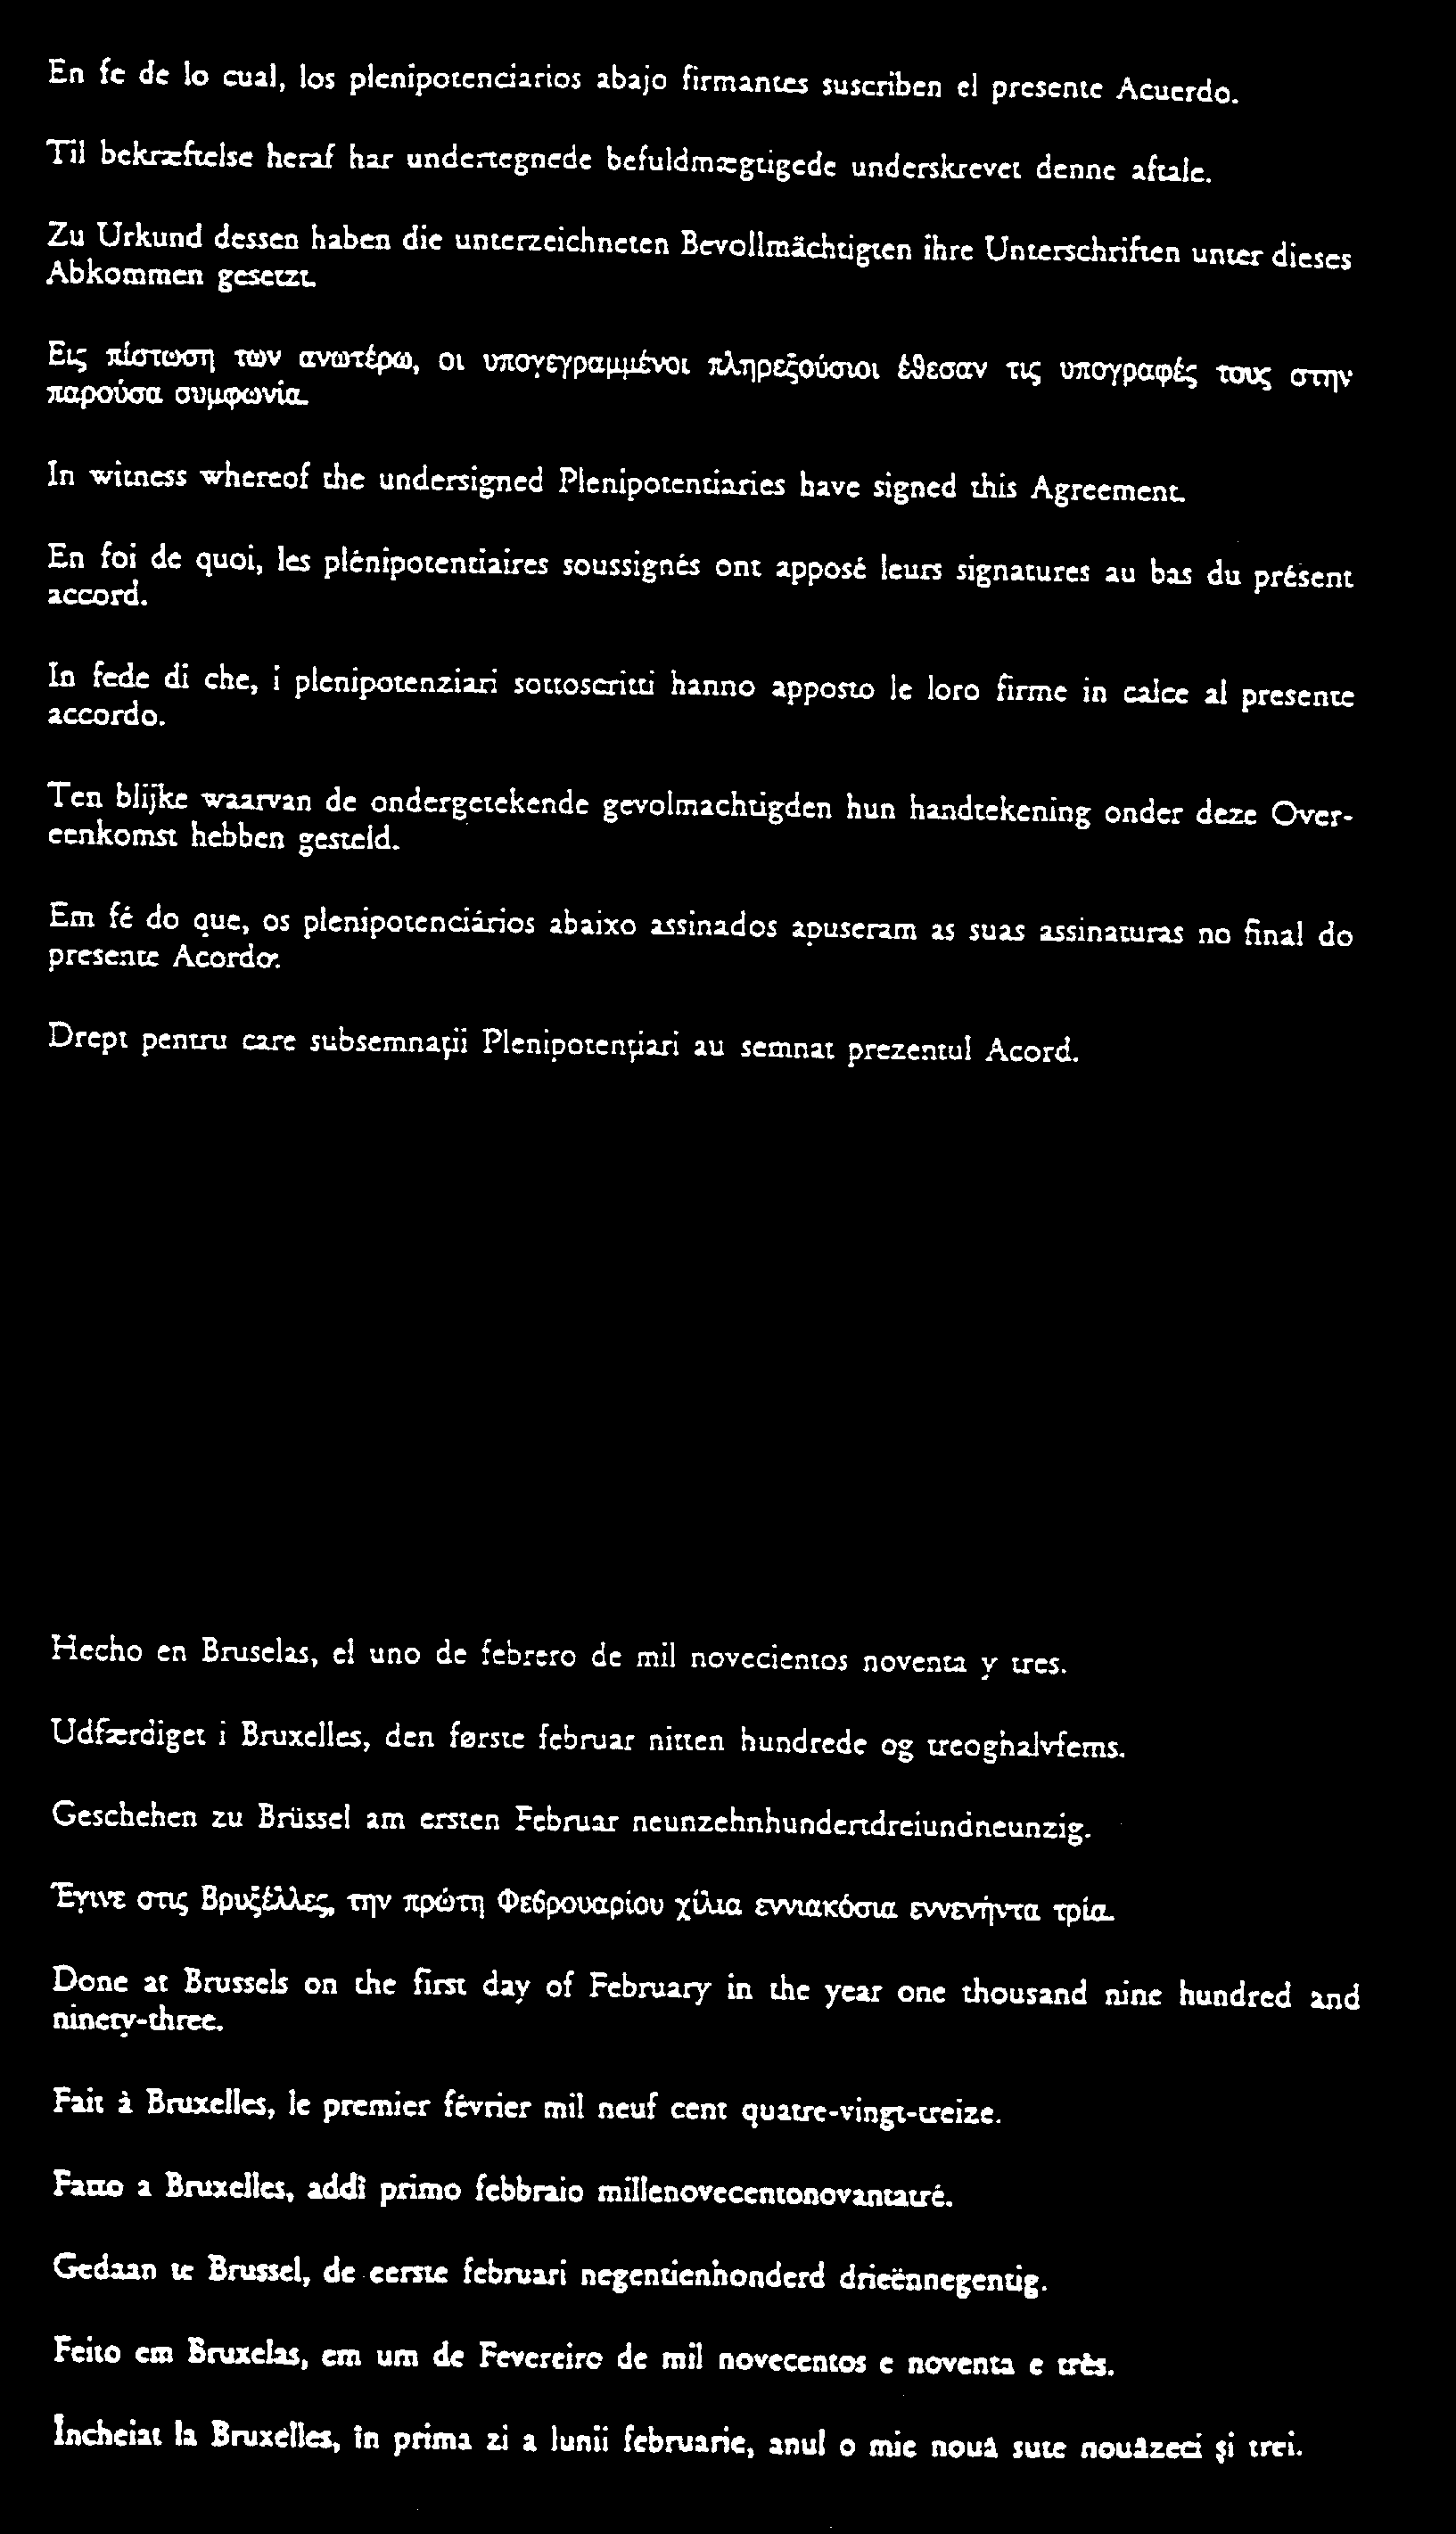 En fe de lo cual, los plenipotenciarios abajo firmantes suscriben el presente Acuerdo.
Til bekræftelse heraf har undertegnede befuldmægtigede underskrevet denne aftale.
Zu Urkund dessen haben die unterzeichneten Bevollmächtigten ihre Unterschriften unter dieses
Abkommen gesetzt.
Εις πίστωση των ανωτέρω, οι υπογεγραμμένοι πληρεξούσιοι έθεσαν τις υπογραφές τους στην
παρούσα συμφωνία.
In witness whereof the undersigned Plenipotentiaries have signed this Agreement.
En foi de quoi, les plénipotentiaires soussignés ont apposé leurs signatures au bas du présent
accord.
In fede di che, i plenipotenziari sottoscritti hanno apposto le loro firme in calce al presente
accordo.
Ten blijke waarvan de ondergetekende gevolmachtigden hun handtekening onder deze Over-
eenkomst hebben gesteld.
Em fé do que, os plenipotenciários abaixo assinados apuseram as suas assinaturas no final do
presente Acordo.
Drept pentru care subsemnaţii Plenipotenţiari au semnat prezentul Acord.
Hecho en Bruselas, el uno de febrero de mil novecientos noventa y tres.
Udfærdiget i Bruxelles, den første februar nitten hundrede og treoghalvfems.
Geschehen zu Brüssel am ersten Februar neunzehnhundertdreiundneunzig.
Έγινε στις Βρυξέλλες, την πρώτη Φεβρουαρίου χίλια εννιακόσια εννενήντα τρία.
Done at Brussels on the first day of February in the year one thousand nine hundred and
ninety-three.
Fait à Bruxelles, le premier février mil neuf cent quatre-vingt-treize.
Fatto a Bruxelles, addì primo febbraio millenovecentonovantatré.
Gedaan te Brussel, de eerste februari negentienhonderd drieënnegentig.
Feito em Bruxelas, em um de Fevereiro de mil novecentos e noventa e três.
Încheiat la Bruxelles, în prima zi a lunii februarie, anul o mie nouă sute nouăzeci şi trei.